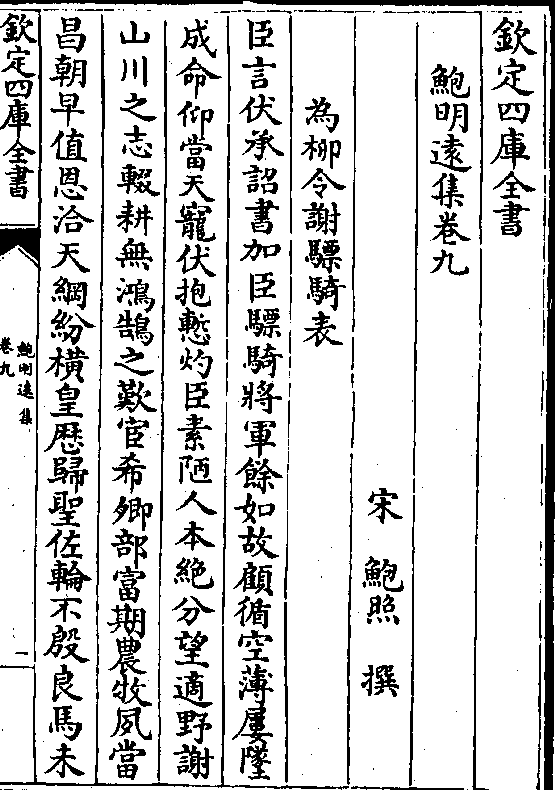 欽定四庫全書
鮑明遠集卷九
宋 鮑照 撰
為栁令謝驃騎表
臣言伏承詔書加臣驃騎將軍餘如故顧循空薄屢墜
成命仰當天寵伏抱慙灼臣素陋人本絶分望適野謝
山川之志輟耕無鴻鵠之歎宦希鄉部富期農牧夙當
昌朝早值恩洽天綱紛橫皇歴歸聖佐輪不殷良馬未
欽定四庫全書
鮑明遠集
卷九
一